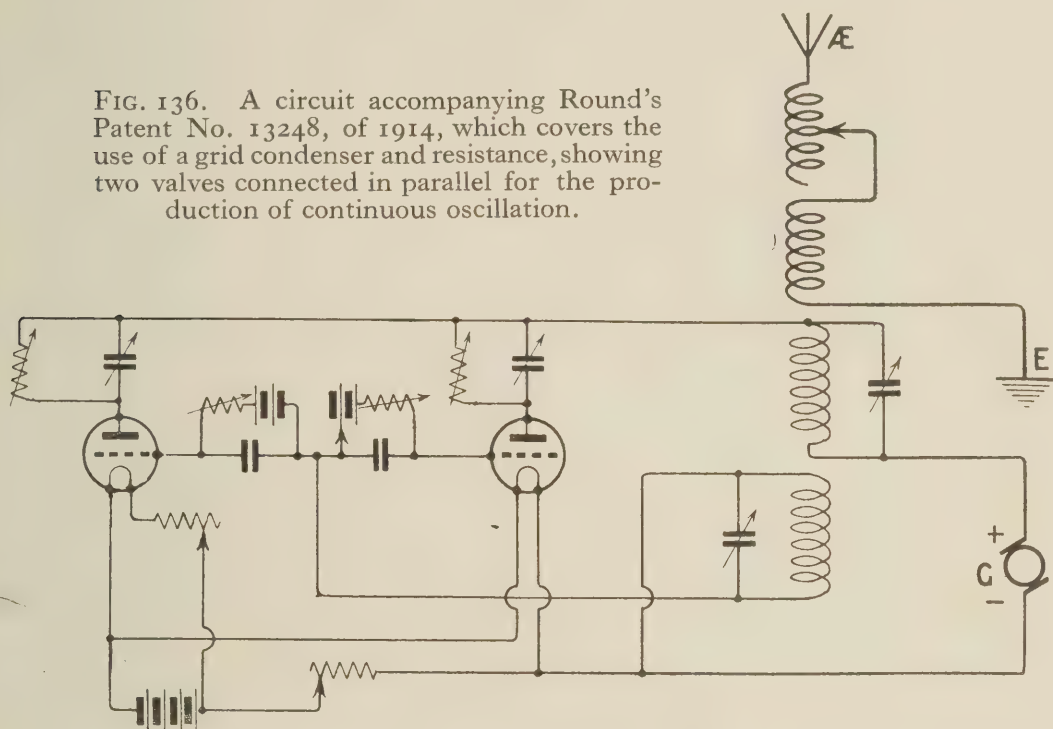 FIG. 136. A circuit accompanying Round's
Patent No. 13248, of 1914, which covers the
use of a grid condenser and resistance, showing
two valves connected in parallel for the pro-
duction of continuous oscillation.
Æ
E
+
G
−